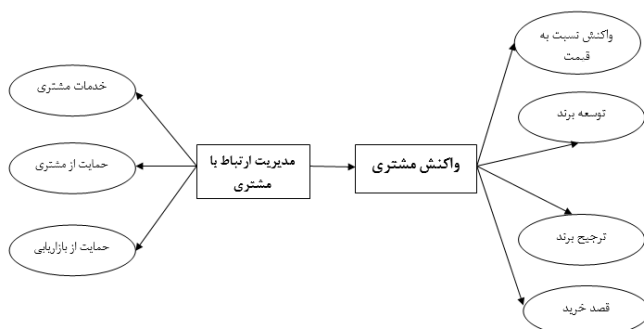 واکنش نسبت به
قیمت
توسعه برند
ترجیح برند
قصد خرید
واکنش مشتری
مدیریت ارتباط با
مشتری
خدمات مشتری
حمایت از مشتری
حمایت از بازاریابی